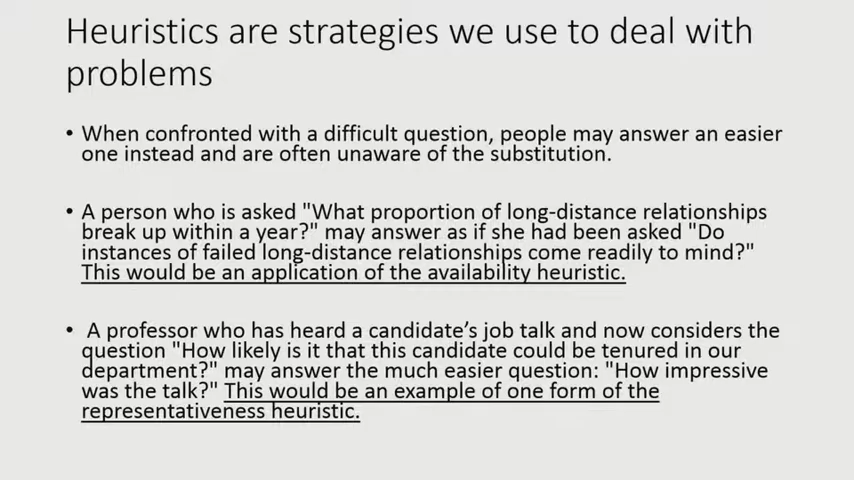 Heuristics are strategies we use to deal with
problems
• When confronted with a difficult question, people may answer an easier
one instead and are often unaware of the substitution.
• A person who is asked "What proportion of long-distance relationships
break up within a year?" may answer as if she had been asked "Do
instances of failed long-distance relationships come readily to mind?"
This would be an application of the availability heuristic.
• A professor who has heard a candidate's job talk and now considers the
question "How likely is it that this candidate could be tenured in our
department?" may answer the much easier question: "How impressive
was the talk?" This would be an example of one form of the
representativeness heuristic.